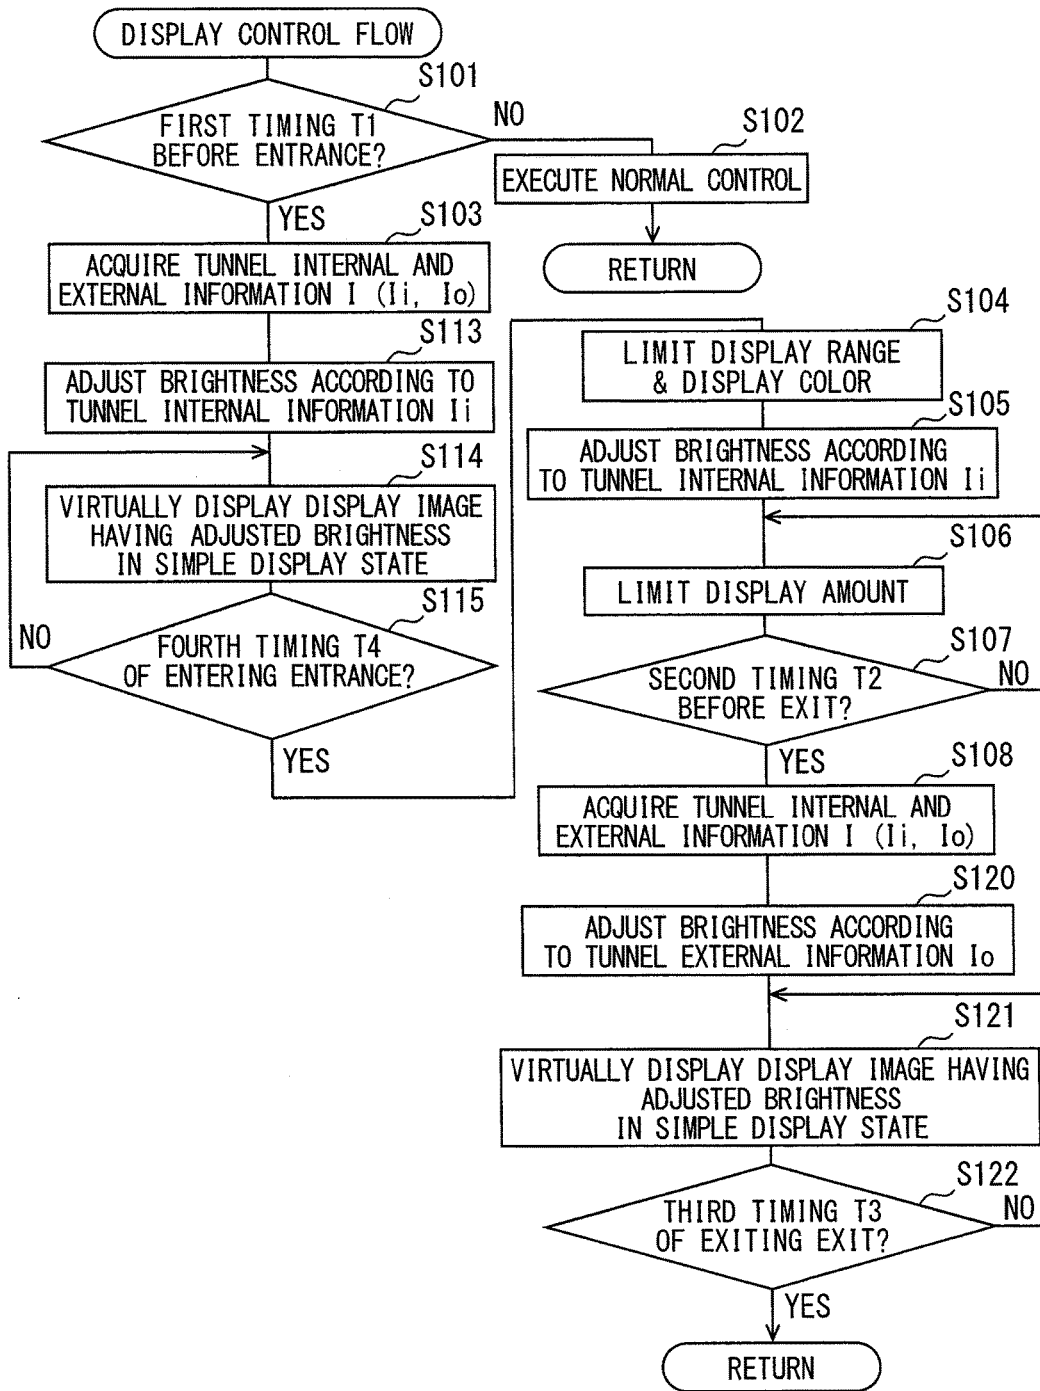 DISPLAY CONTROL FLOW
S101
FIRST TIMING T1
BEFORE ENTRANCE?
NO
YES
S102
EXECUTE NORMAL CONTROL
RETURN
S103
ACQUIRE TUNNEL INTERNAL AND
EXTERNAL INFORMATION I (Ii, Io)
S113
ADJUST BRIGHTNESS ACCORDING TO
TUNNEL INTERNAL INFORMATION Ii
S114
VIRTUALLY DISPLAY DISPLAY IMAGE
HAVING ADJUSTED BRIGHTNESS
IN SIMPLE DISPLAY STATE
S115
NO
FOURTH TIMING T4
OF ENTERING ENTRANCE?
YES
S104
LIMIT DISPLAY RANGE
& DISPLAY COLOR
S105
ADJUST BRIGHTNESS ACCORDING
TO TUNNEL INTERNAL INFORMATION Ii
S106
LIMIT DISPLAY AMOUNT
S107
SECOND TIMING T2
BEFORE EXIT?
NO
YES
S108
ACQUIRE TUNNEL INTERNAL AND
EXTERNAL INFORMATION I (Ii, Io)
S120
ADJUST BRIGHTNESS ACCORDING
TO TUNNEL EXTERNAL INFORMATION Io
S121
VIRTUALLY DISPLAY DISPLAY IMAGE HAVING
ADJUSTED BRIGHTNESS
IN SIMPLE DISPLAY STATE
S122
THIRD TIMING T3
OF EXITING EXIT?
NO
YES
RETURN